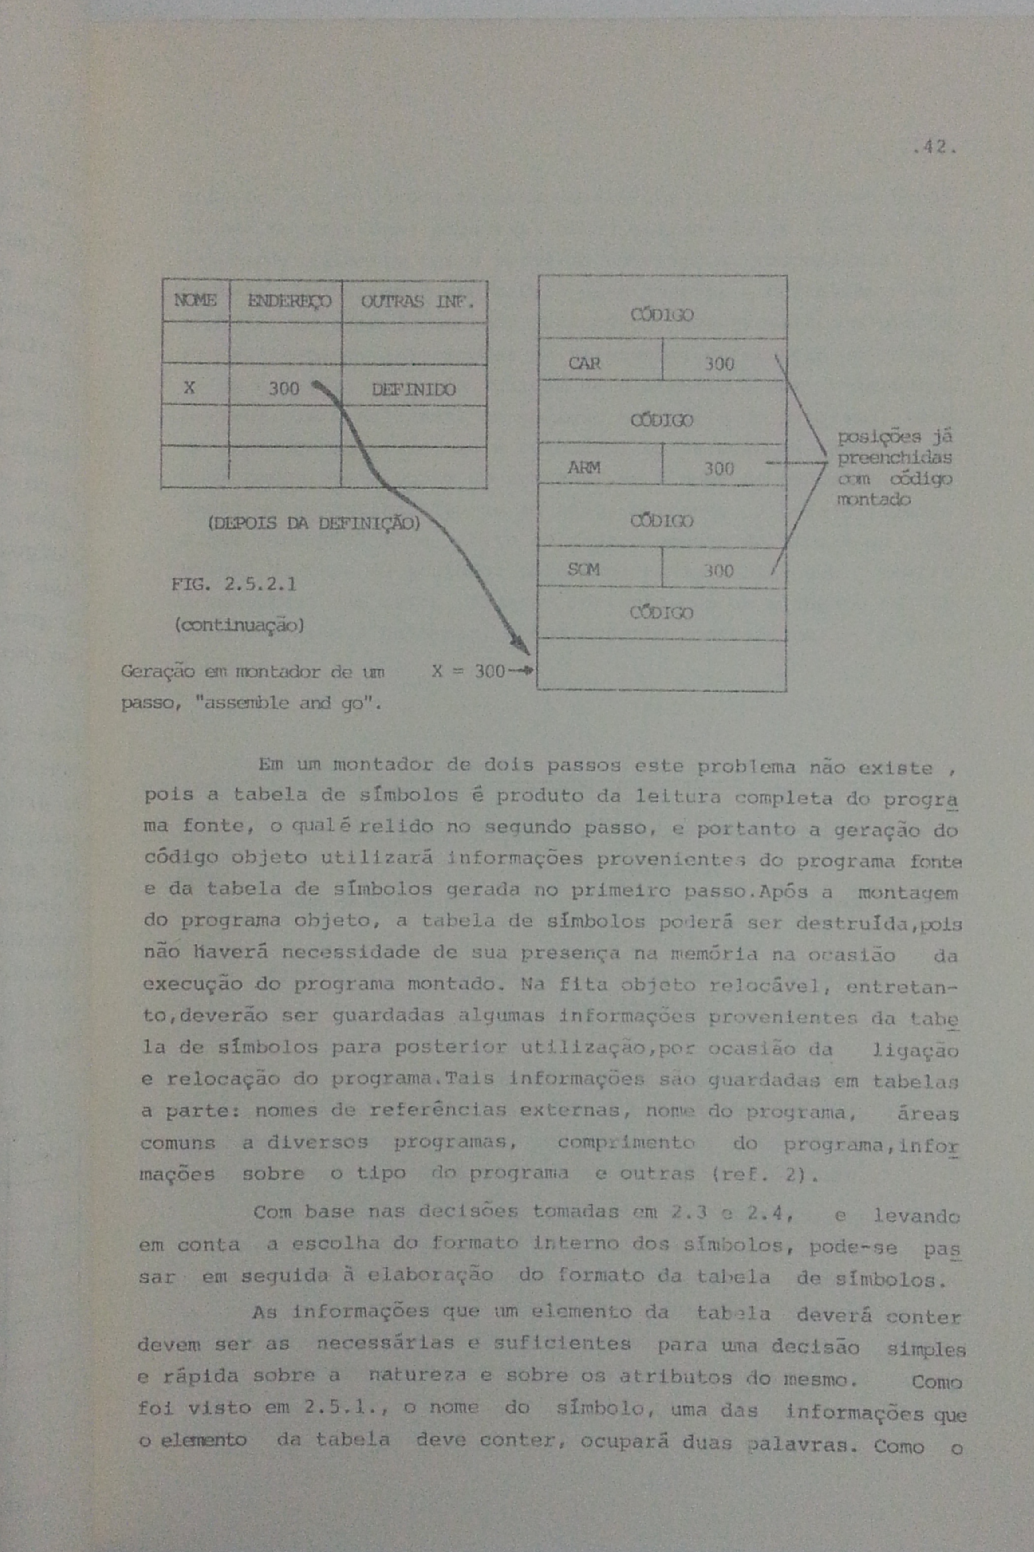 .42.
NOME ENDEREÇO OUTRAS INF.
X 300 DEFINIDO
(DEPOIS DA DEFINIÇÃO)
FIG. 2.5.2.1
(continuação)
Geração em montador de um
passo, "assemble and go".
CÓDIGO
CAR 300
CÓDIGO
ARM 300
CÓDIGO
SOM 300
CÓDIGO
X = 300
posições já
preenchidas
com código
montado
Em um montador de dois passos este problema não existe ,
pois a tabela de símbolos é produto da leitura completa do progra
ma fonte, o qual é relido no segundo passo, e portanto a geração do
código objeto utilizará informações provenientes do programa fonte
e da tabela de símbolos gerada no primeiro passo.Após a montagem
do programa objeto, a tabela de símbolos poderá ser destruída,pois
não haverá necessidade de sua presença na memória na ocasião da
execução do programa montado. Na fita objeto relocável, entretan-
to,deverão ser guardadas algumas informações provenientes da tabe
la de símbolos para posterior utilização,por ocasião da ligação
e relocação do programa.Tais informações são guardadas em tabelas
a parte: nomes de referências externas, nome do programa, áreas
comuns a diversos programas, comprimento do programa,infor
mações sobre o tipo do programa e outras (ref. 2).
Com base nas decisões tomadas em 2.3 e 2.4, e levando
em conta a escolha do formato interno dos símbolos, pode-se pas
sar em seguida à elaboração do formato da tabela de símbolos.
As informações que um elemento da tabela deverá conter
devem ser as necessárias e suficientes para uma decisão simples
e rápida sobre a natureza e sobre os atributos do mesmo. Como
foi visto em 2.5.1., o nome do símbolo, uma das informações que
o elemento da tabela deve conter, ocupará duas palavras. Como o